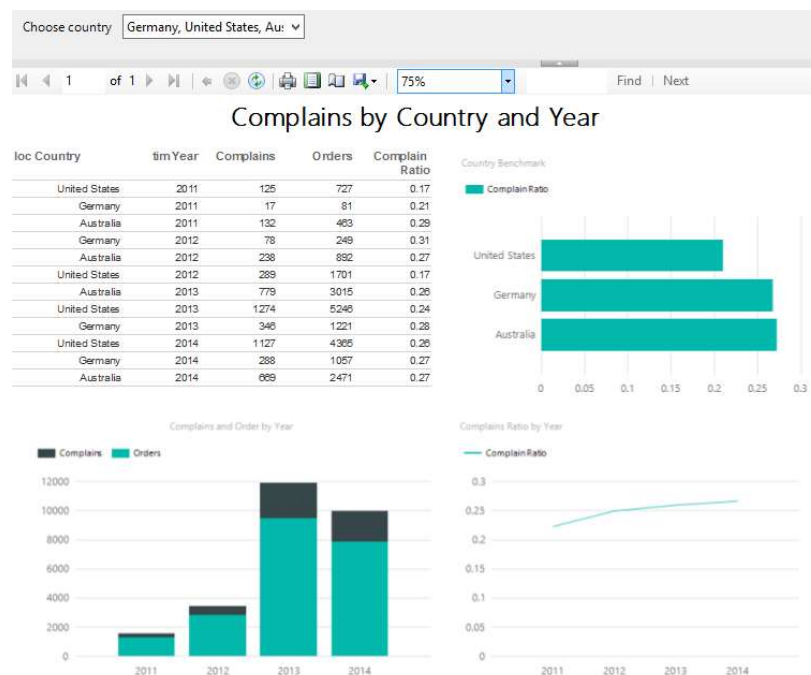 Choose country Germany, United States, Aus
1 of 1 75% Find | Next
Complains by Country and Year
loc Country tim Year Complains Orders Complain Ratio
United States 2011 125 727 0.17
Germany 2011 17 81 0.21
Australia 2011 132 463 0.29
Germany 2012 78 249 0.31
Australia 2012 238 892 0.27
United States 2012 289 1701 0.17
Australia 2013 779 3015 0.26
United States 2013 1274 5246 0.24
Germany 2013 346 1221 0.28
United States 2014 1127 4365 0.26
Germany 2014 288 1057 0.27
Australia 2014 669 2471 0.27
Country Benchmark
Complain Ratio
United States
Germany
Australia
0 0.05 0.1 0.15 0.2 0.25 0.3
Complains and Order by Year
Complains Orders
12000
10000
8000
6000
4000
2000
0
2011 2012 2013 2014
Complains Ratio by Year
Complain Ratio
0.3
0.25
0.2
0.15
0.1
0.05
0
2011 2012 2013 2014